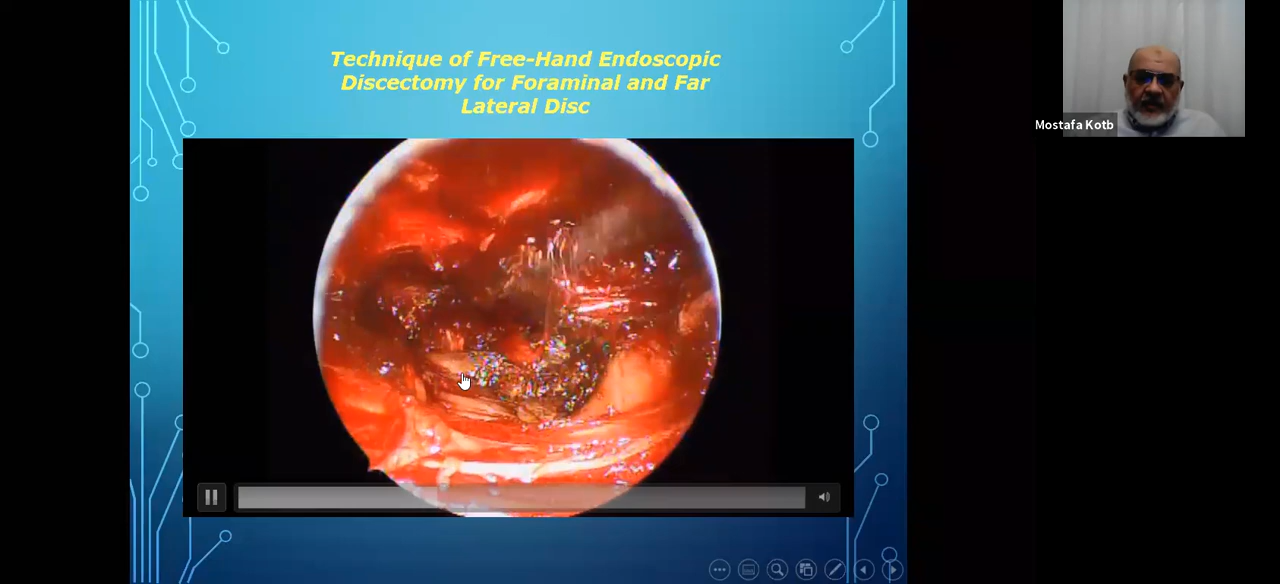 Technique of Free-Hand Endoscopic
Discectomy for Foraminal and Far
Lateral Disc
Mostafa Kotb